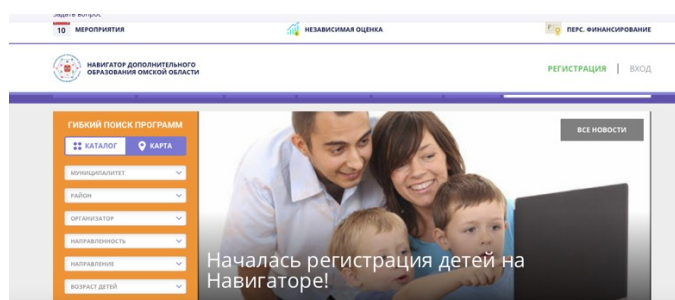 Задать вопрос
10 МЕРОПРИЯТИЯ
НЕЗАВИСИМАЯ ОЦЕНКА
ПЕРС. ФИНАНСИРОВАНИЕ
НАВИГАТОР ДОПОЛНИТЕЛЬНОГО
ОБРАЗОВАНИЯ ОМСКОЙ ОБЛАСТИ
РЕГИСТРАЦИЯ | ВХОД
ГИБКИЙ ПОИСК ПРОГРАММ
КАТАЛОГ
КАРТА
ВСЕ НОВОСТИ
МУНИЦИПАЛИТЕТ
РАЙОН
ОРГАНИЗАТОР
НАПРАВЛЕННОСТЬ
НАПРАВЛЕНИЕ
ВОЗРАСТ ДЕТЕЙ
Началась регистрация детей на
Навигаторе!